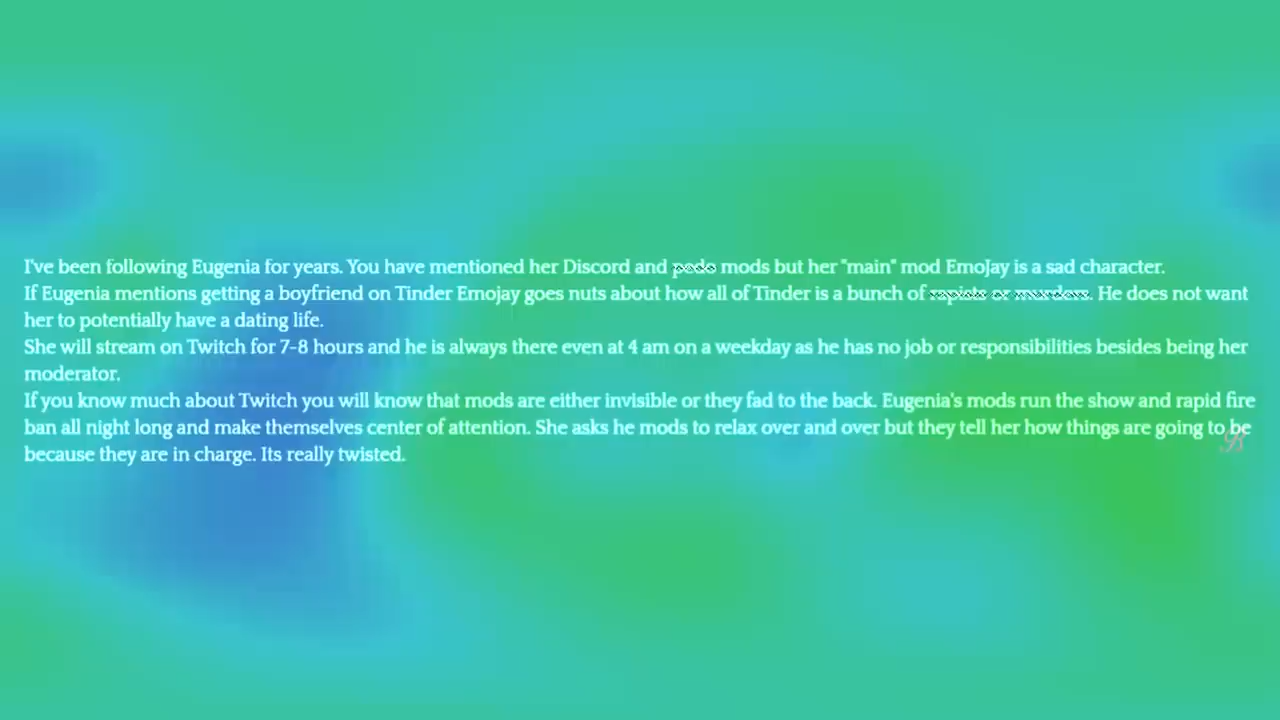 I've been following Eugenia for years. You have mentioned her Discord and mods but her "main" mod EmoJay is a sad character.
If Eugenia mentions getting a boyfriend on Tinder Emojay goes nuts about how all of Tinder is a bunch of . He does not want
her to potentially have a dating life.
She will stream on Twitch for 7-8 hours and he is always there even at 4 am on a weekday as he has no job or responsibilities besides being her
moderator.
If you know much about Twitch you will know that mods are either invisible or they fad to the back. Eugenia's mods run the show and rapid fire
ban all night long and make themselves center of attention. She asks he mods to relax over and over but they tell her how things are going to be
because they are in charge. Its really twisted.